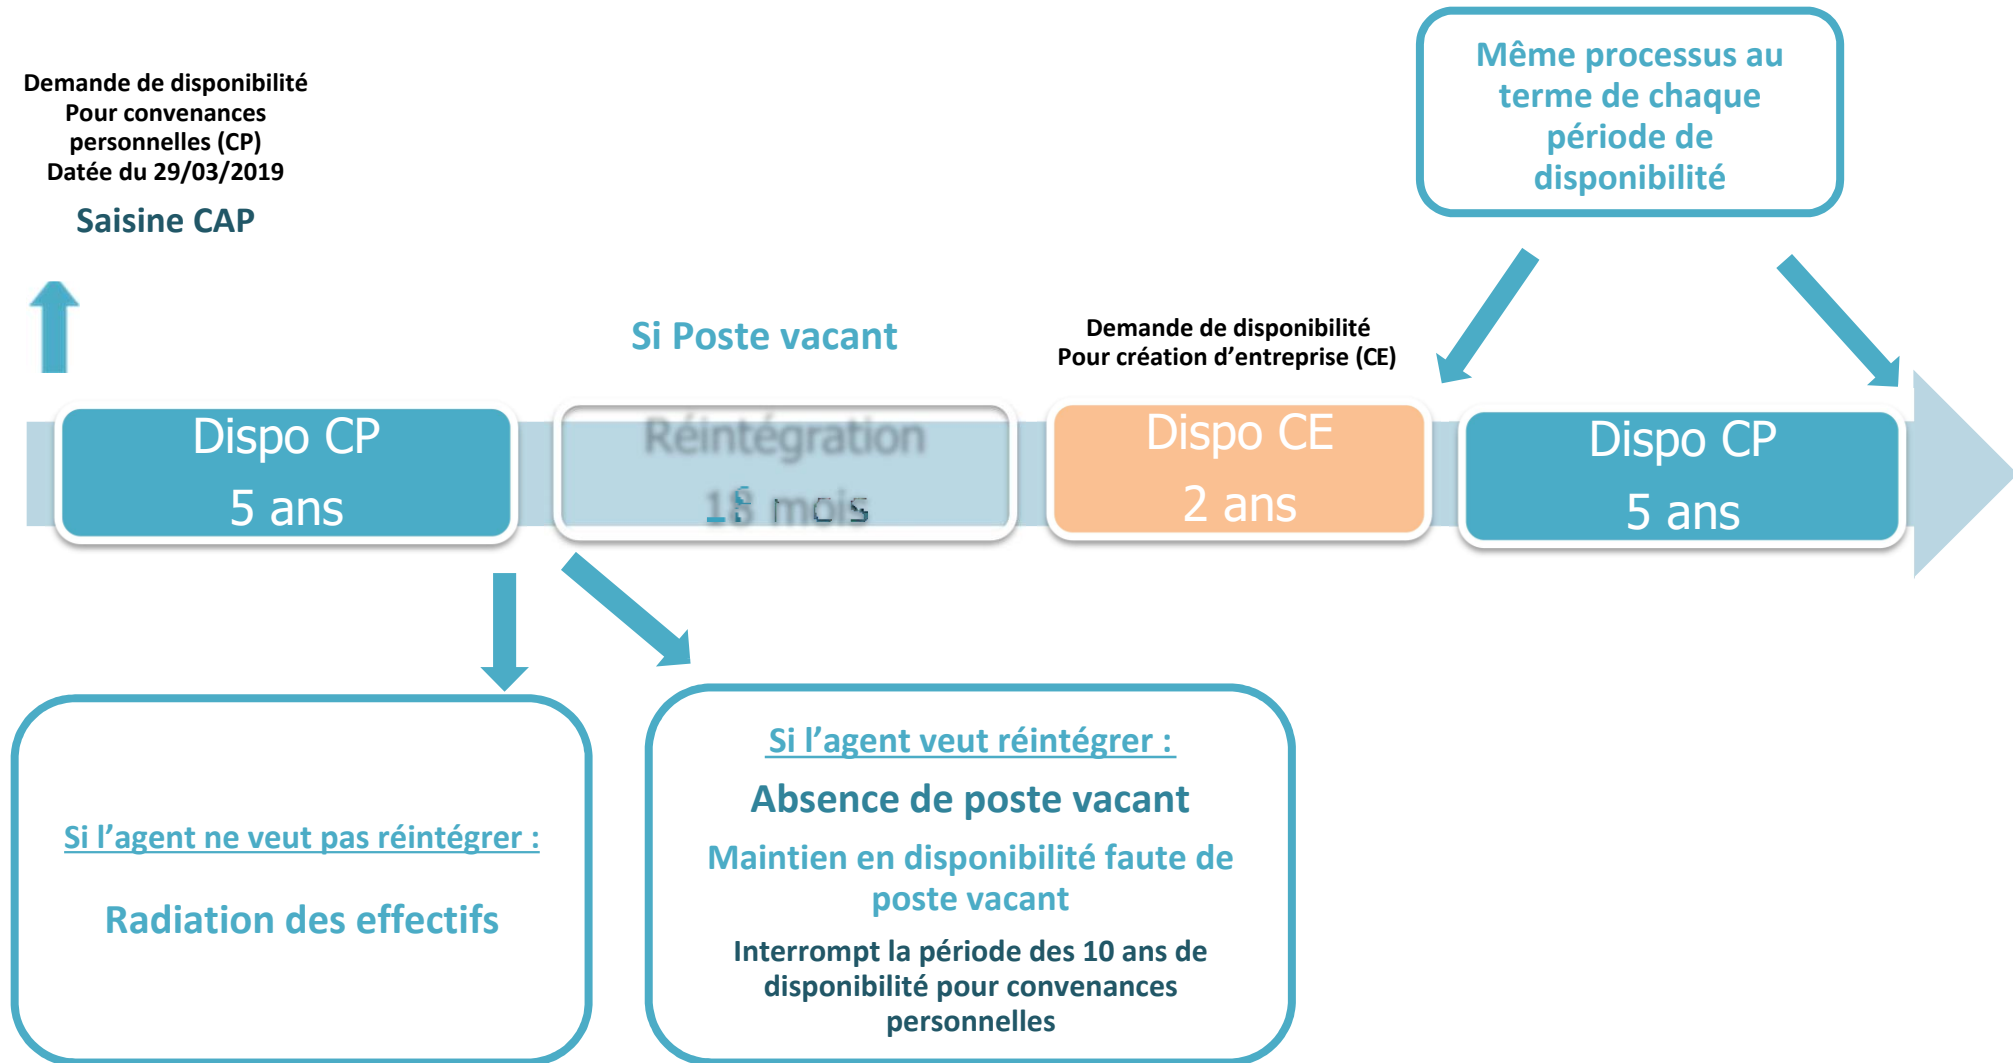 Demande de disponibilité
Pour convenances
personnelles (CP)
Datée du 29/03/2019
Saisine CAP
Même processus au
terme de chaque
période de
disponibilité
Si Poste vacant
Demande de disponibilité
Pour création d’entreprise (CE)
Dispo CP
5 ans
Réintégration
18 mois
Dispo CE
2 ans
Dispo CP
5 ans
Si l’agent ne veut pas réintégrer :
Radiation des effectifs
Si l’agent veut réintégrer :
Absence de poste vacant
Maintien en disponibilité faute de
poste vacant
Interrompt la période des 10 ans de
disponibilité pour convenances
personnelles